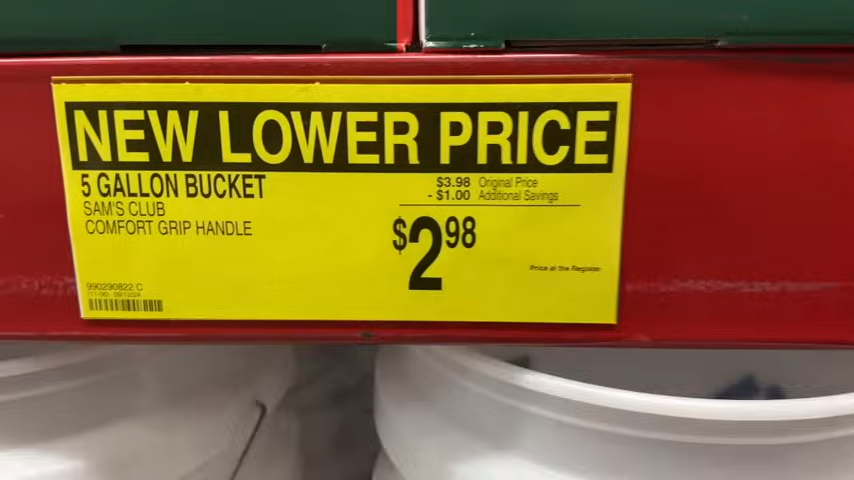 NEW LOWER PRICE
5 GALLON BUCKET
SAM'S CLUB
COMFORT GRIP HANDLE
$3.98 Original Price
- $1.00 Additional Savings
$2.98
Price at the Register
990290822 C